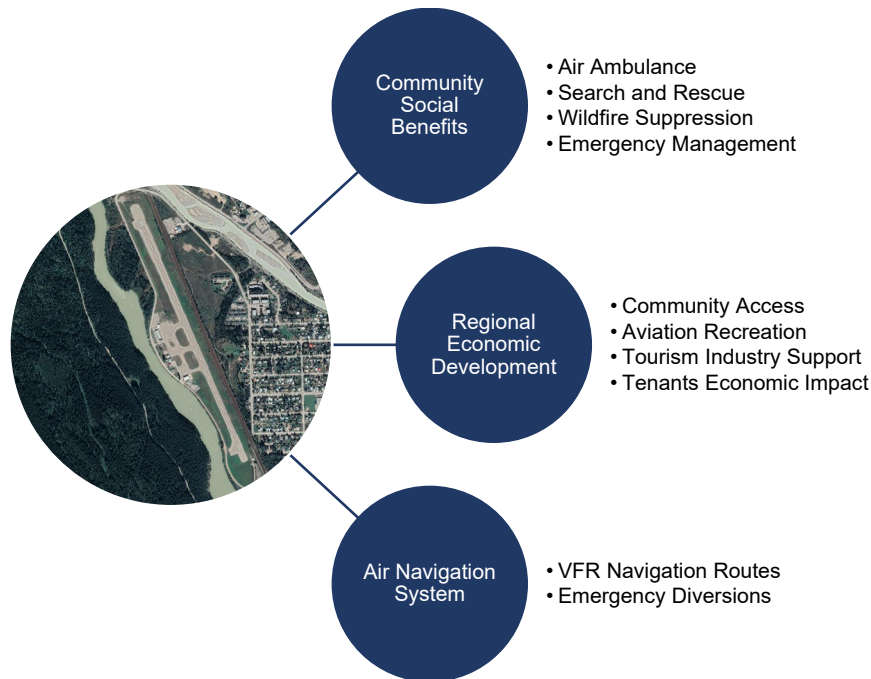 Community
Social
Benefits
• Air Ambulance
• Search and Rescue
• Wildfire Suppression
• Emergency Management
Regional
Economic
Development
• Community Access
• Aviation Recreation
• Tourism Industry Support
• Tenants Economic Impact
Air Navigation
System
• VFR Navigation Routes
• Emergency Diversions